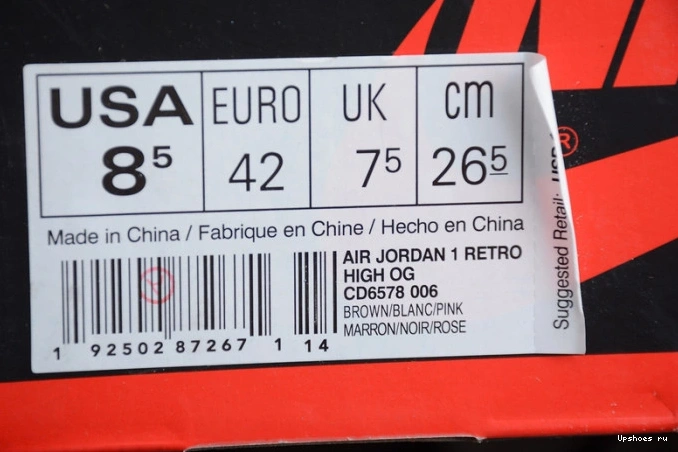 USA EURO UK cm
8⁵ 42 7⁵ 26⁵
Made in China / Fabrique en Chine / Hecho en China
AIR JORDAN 1 RETRO
HIGH OG
CD6578 006
BROWN/BLANC/PINK
MARRON/NOIR/ROSE
1 92502 87267 1 14
Suggested Retail: USD
®
Upshoes ru